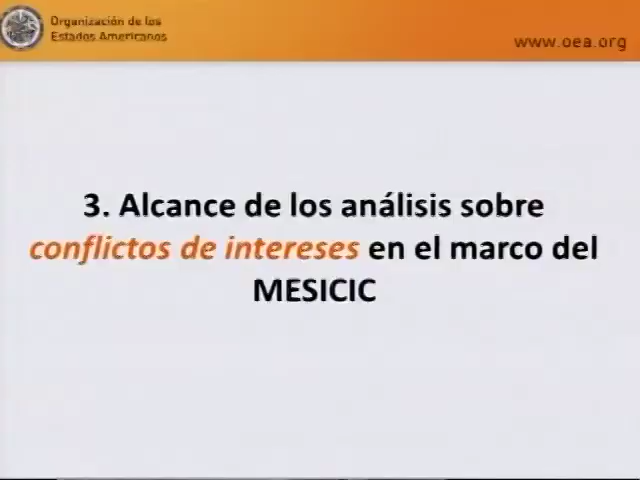 Organización de los
Estados Americanos
www.oea.org
3. Alcance de los análisis sobre
conflictos de intereses en el marco del
MESICIC